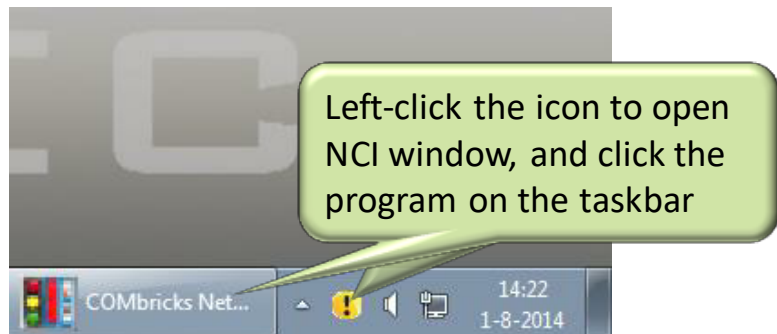 Left-click the icon to open
NCI window, and click the
program on the taskbar
COMbricks Net...
14:22
1-8-2014